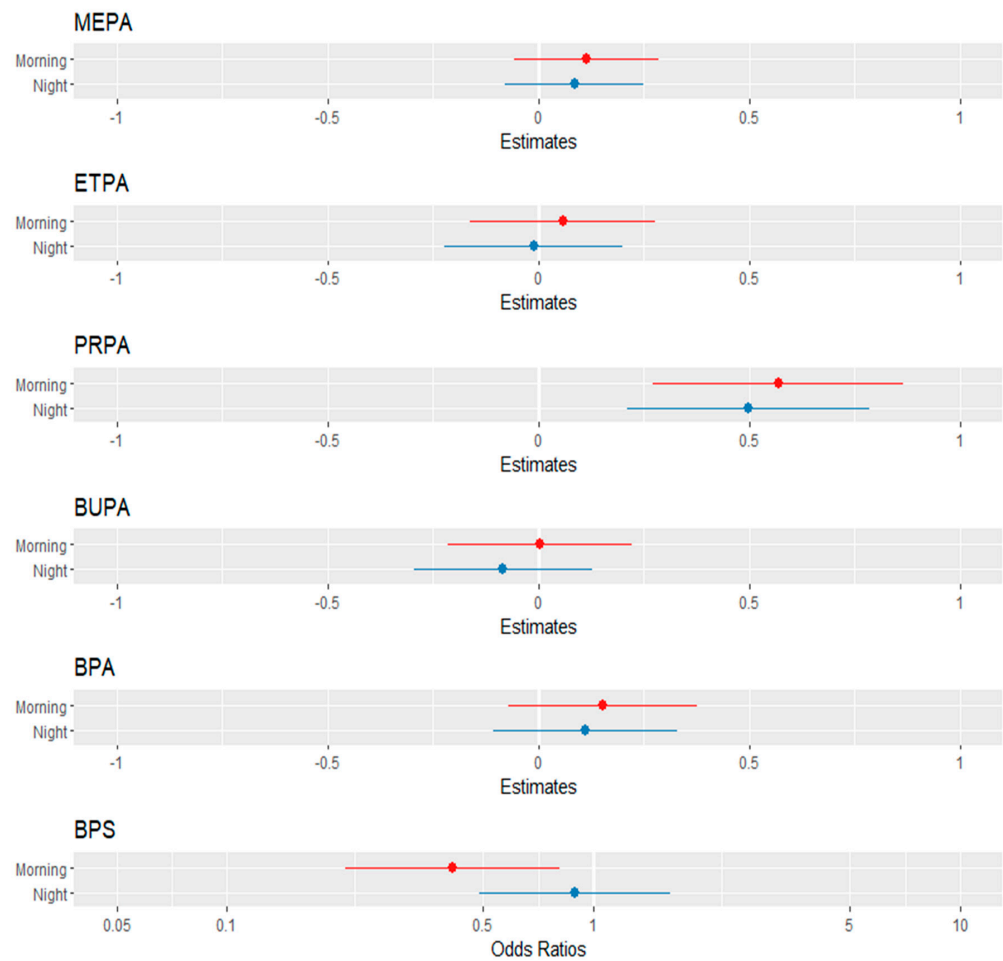 MEPA
Morning
Night
-1 -0.5 0 0.5 1
Estimates
ETPA
Morning
Night
-1 -0.5 0 0.5 1
Estimates
PRPA
Morning
Night
-1 -0.5 0 0.5 1
Estimates
BUPA
Morning
Night
-1 -0.5 0 0.5 1
Estimates
BPA
Morning
Night
-1 -0.5 0 0.5 1
Estimates
BPS
Morning
Night
0.05 0.1 0.5 1 5 10
Odds Ratios